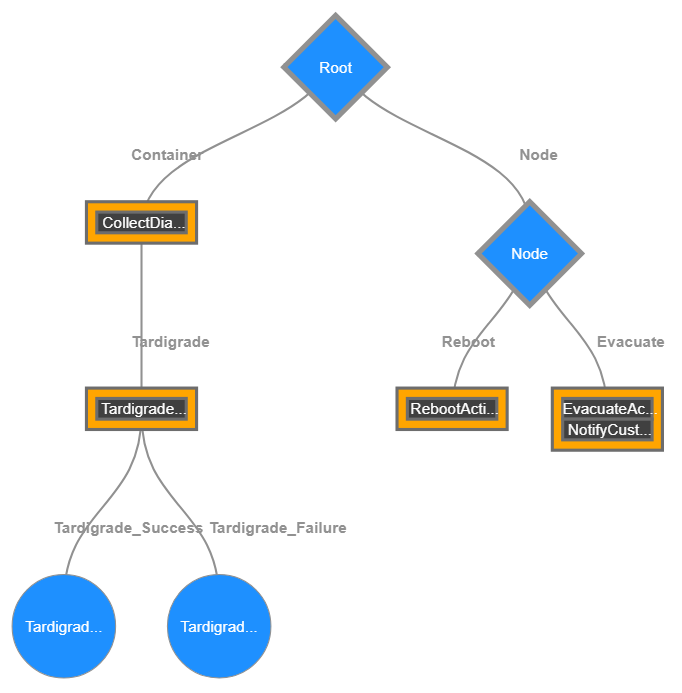 Root
Container
Node
CollectDia...
Node
Tardigrade
Reboot
Evacuate
Tardigrade...
RebootActi...
EvacuateAc...
NotifyCust...
Tardigrade_Success
Tardigrade_Failure
Tardigrad...
Tardigrad...